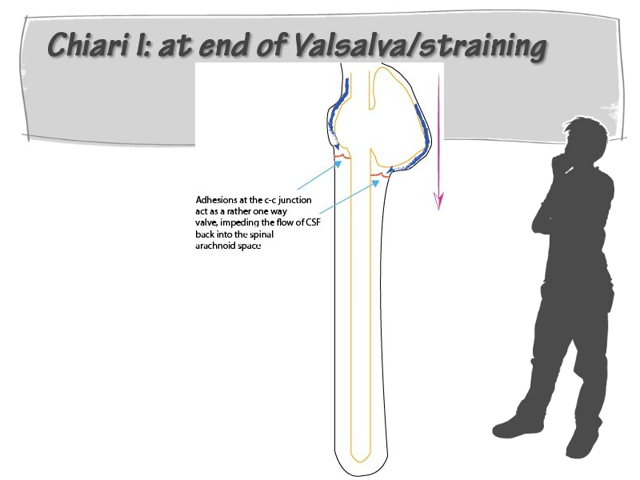 Chiari I: at end of Valsalva/straining
Adhesions at the c-c junction
act as a rather one way
valve, impeding the flow of CSF
back into the spinal
arachnoid space